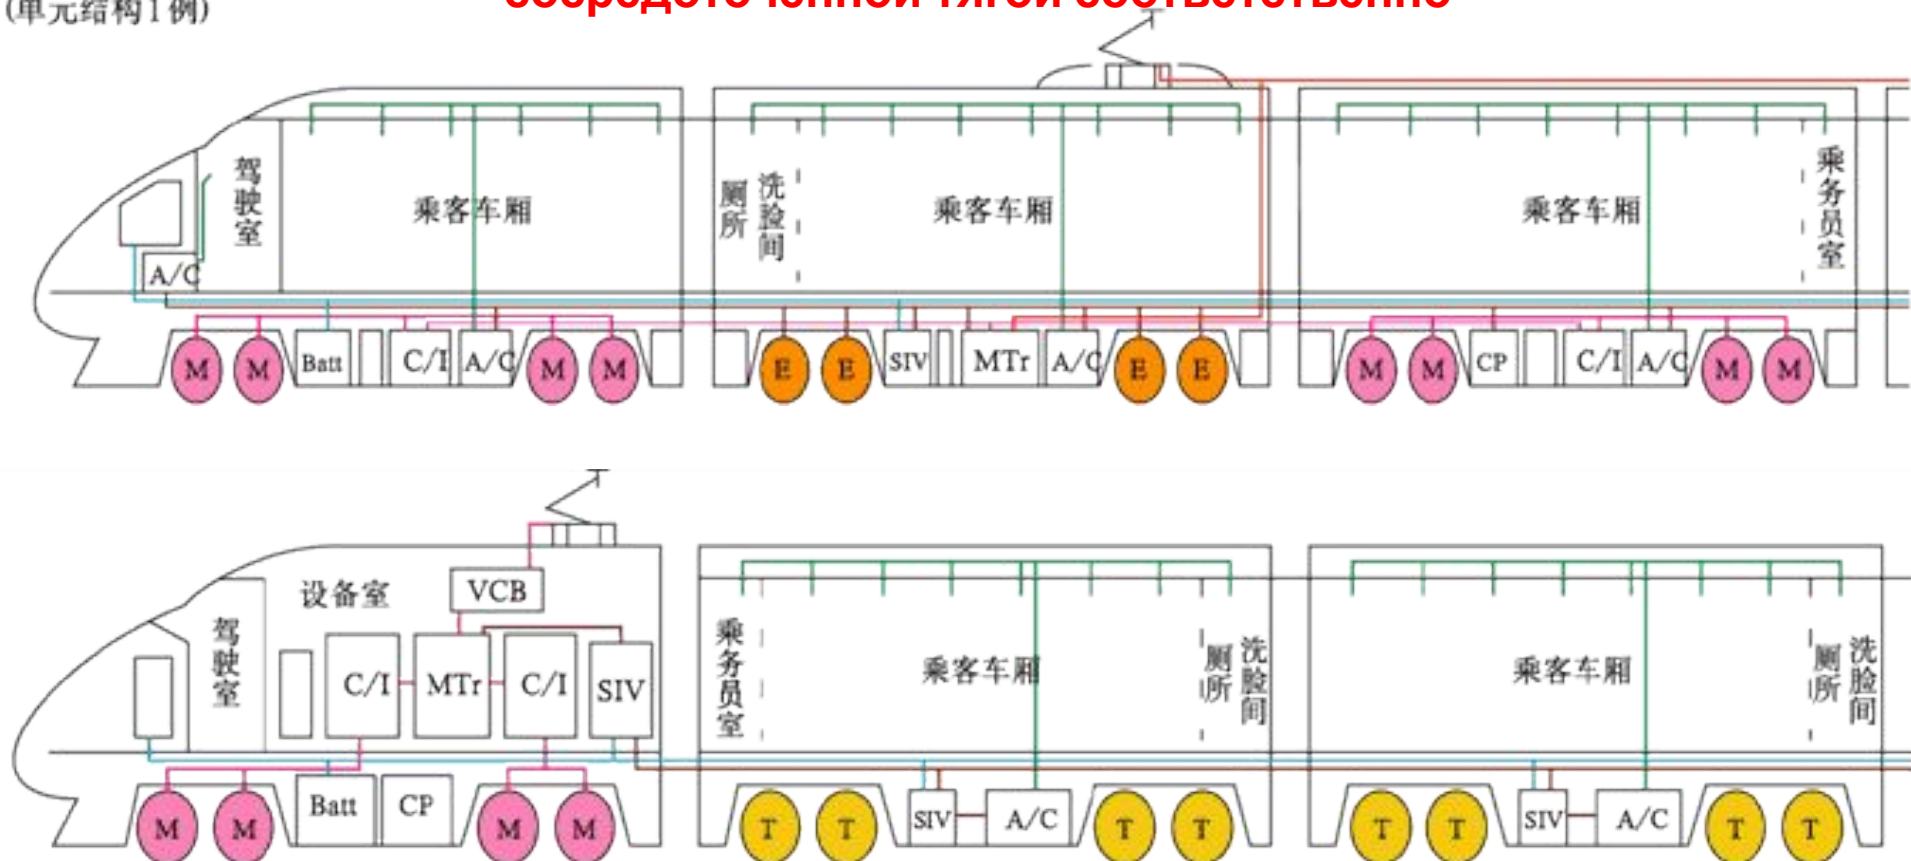 (单元结构1例)
сосредоточенной тягой соответственно
驾驶室
乘客车厢
厕所
洗脸间
乘客车厢
乘客车厢
乘务员室
A/C
M
M
Batt
C/I
A/C
M
M
E
E
SIV
MTr
A/C
E
E
M
M
CP
C/I
A/C
M
M
驾驶室
设备室
VCB
C/I
MTr
C/I
SIV
乘务员室
乘客车厢
厕所
洗脸间
乘客车厢
厕所
洗脸间
M
M
Batt
CP
M
M
T
T
SIV
A/C
T
T
T
T
SIV
A/C
T
T